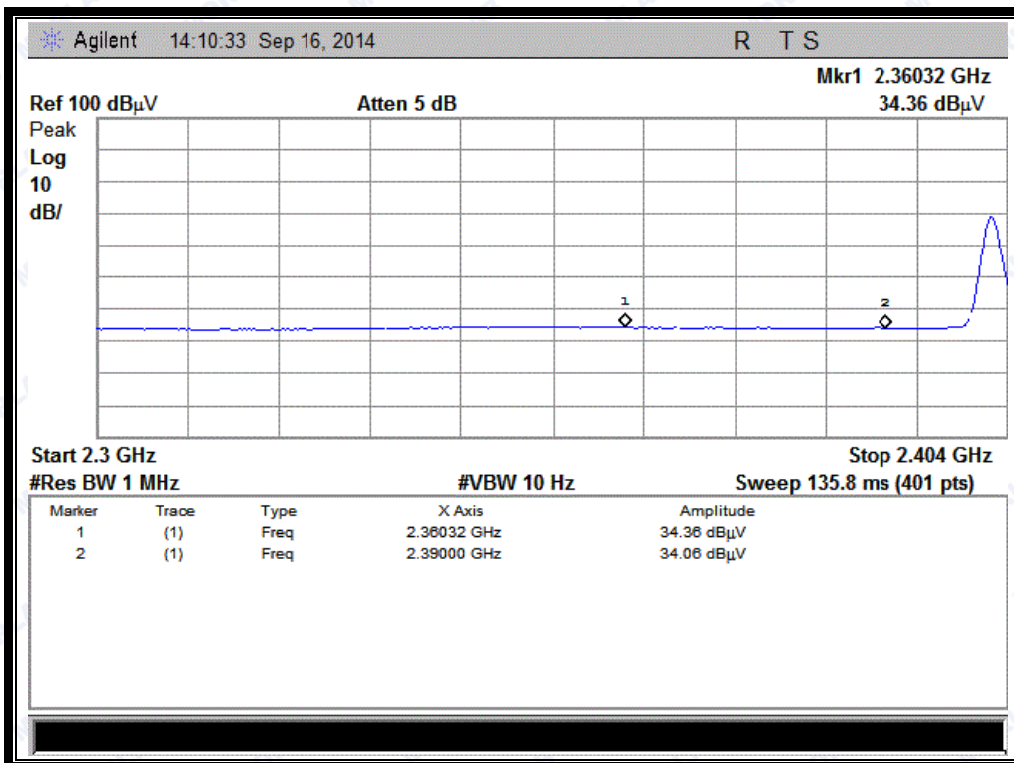 Agilent 14:10:33 Sep 16, 2014 R T S
Mkr1 2.36032 GHz
Ref 100 dBµV Atten 5 dB 34.36 dBµV
Peak
Log
10
dB/
1
2
Start 2.3 GHz Stop 2.404 GHz
#Res BW 1 MHz #VBW 10 Hz Sweep 135.8 ms (401 pts)
Marker Trace Type X Axis Amplitude
1 (1) Freq 2.36032 GHz 34.36 dBµV
2 (1) Freq 2.39000 GHz 34.06 dBµV